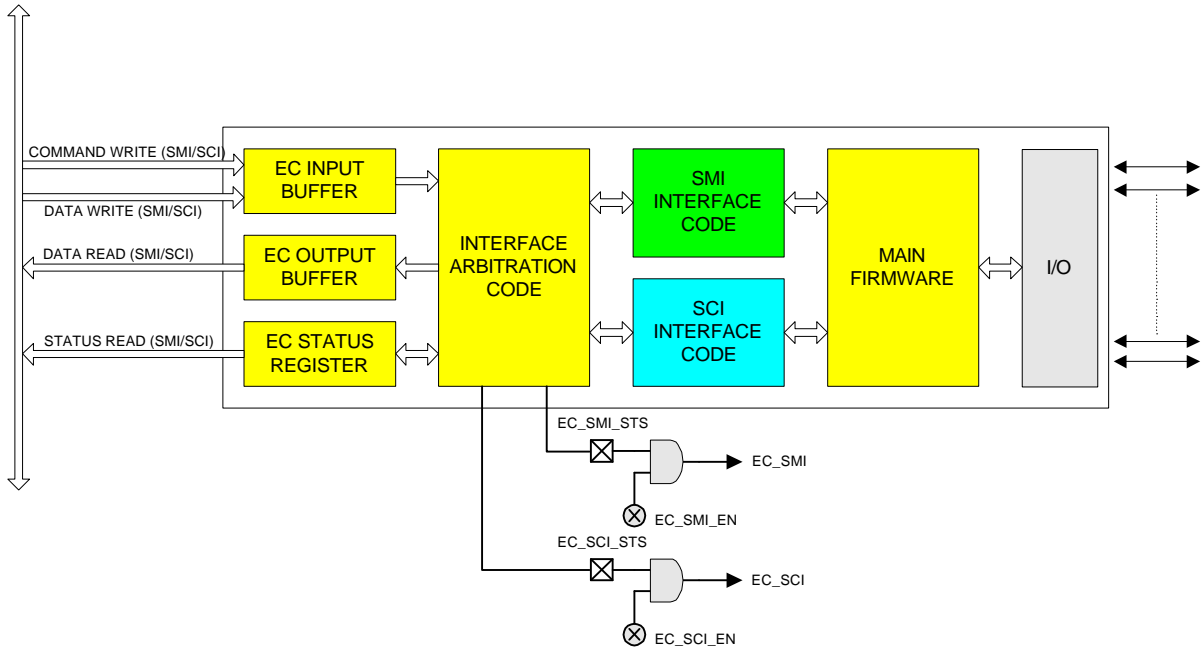 COMMAND WRITE (SMI/SCI)
DATA WRITE (SMI/SCI)
DATA READ (SMI/SCI)
STATUS READ (SMI/SCI)
EC INPUT
BUFFER
EC OUTPUT
BUFFER
EC STATUS
REGISTER
INTERFACE
ARBITRATION
CODE
SMI
INTERFACE
CODE
SCI
INTERFACE
CODE
MAIN
FIRMWARE
I/O
EC_SMI_STS
EC_SMI
EC_SMI_EN
EC_SCI_STS
EC_SCI
EC_SCI_EN